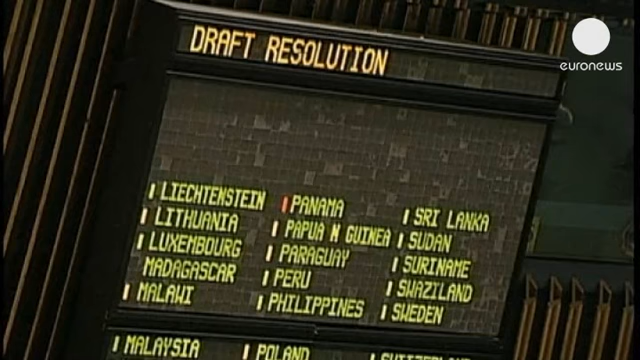 DRAFT RESOLUTION
euronews
LIECHTENSTEIN
LITHUANIA
LUXEMBOURG
MADAGASCAR
MALAWI
MALAYSIA
PANAMA
PAPUA N GUINEA
PARAGUAY
PERU
PHILIPPINES
POLAND
SRI LANKA
SUDAN
SURINAME
SWAZILAND
SWEDEN
SWITZERLAND